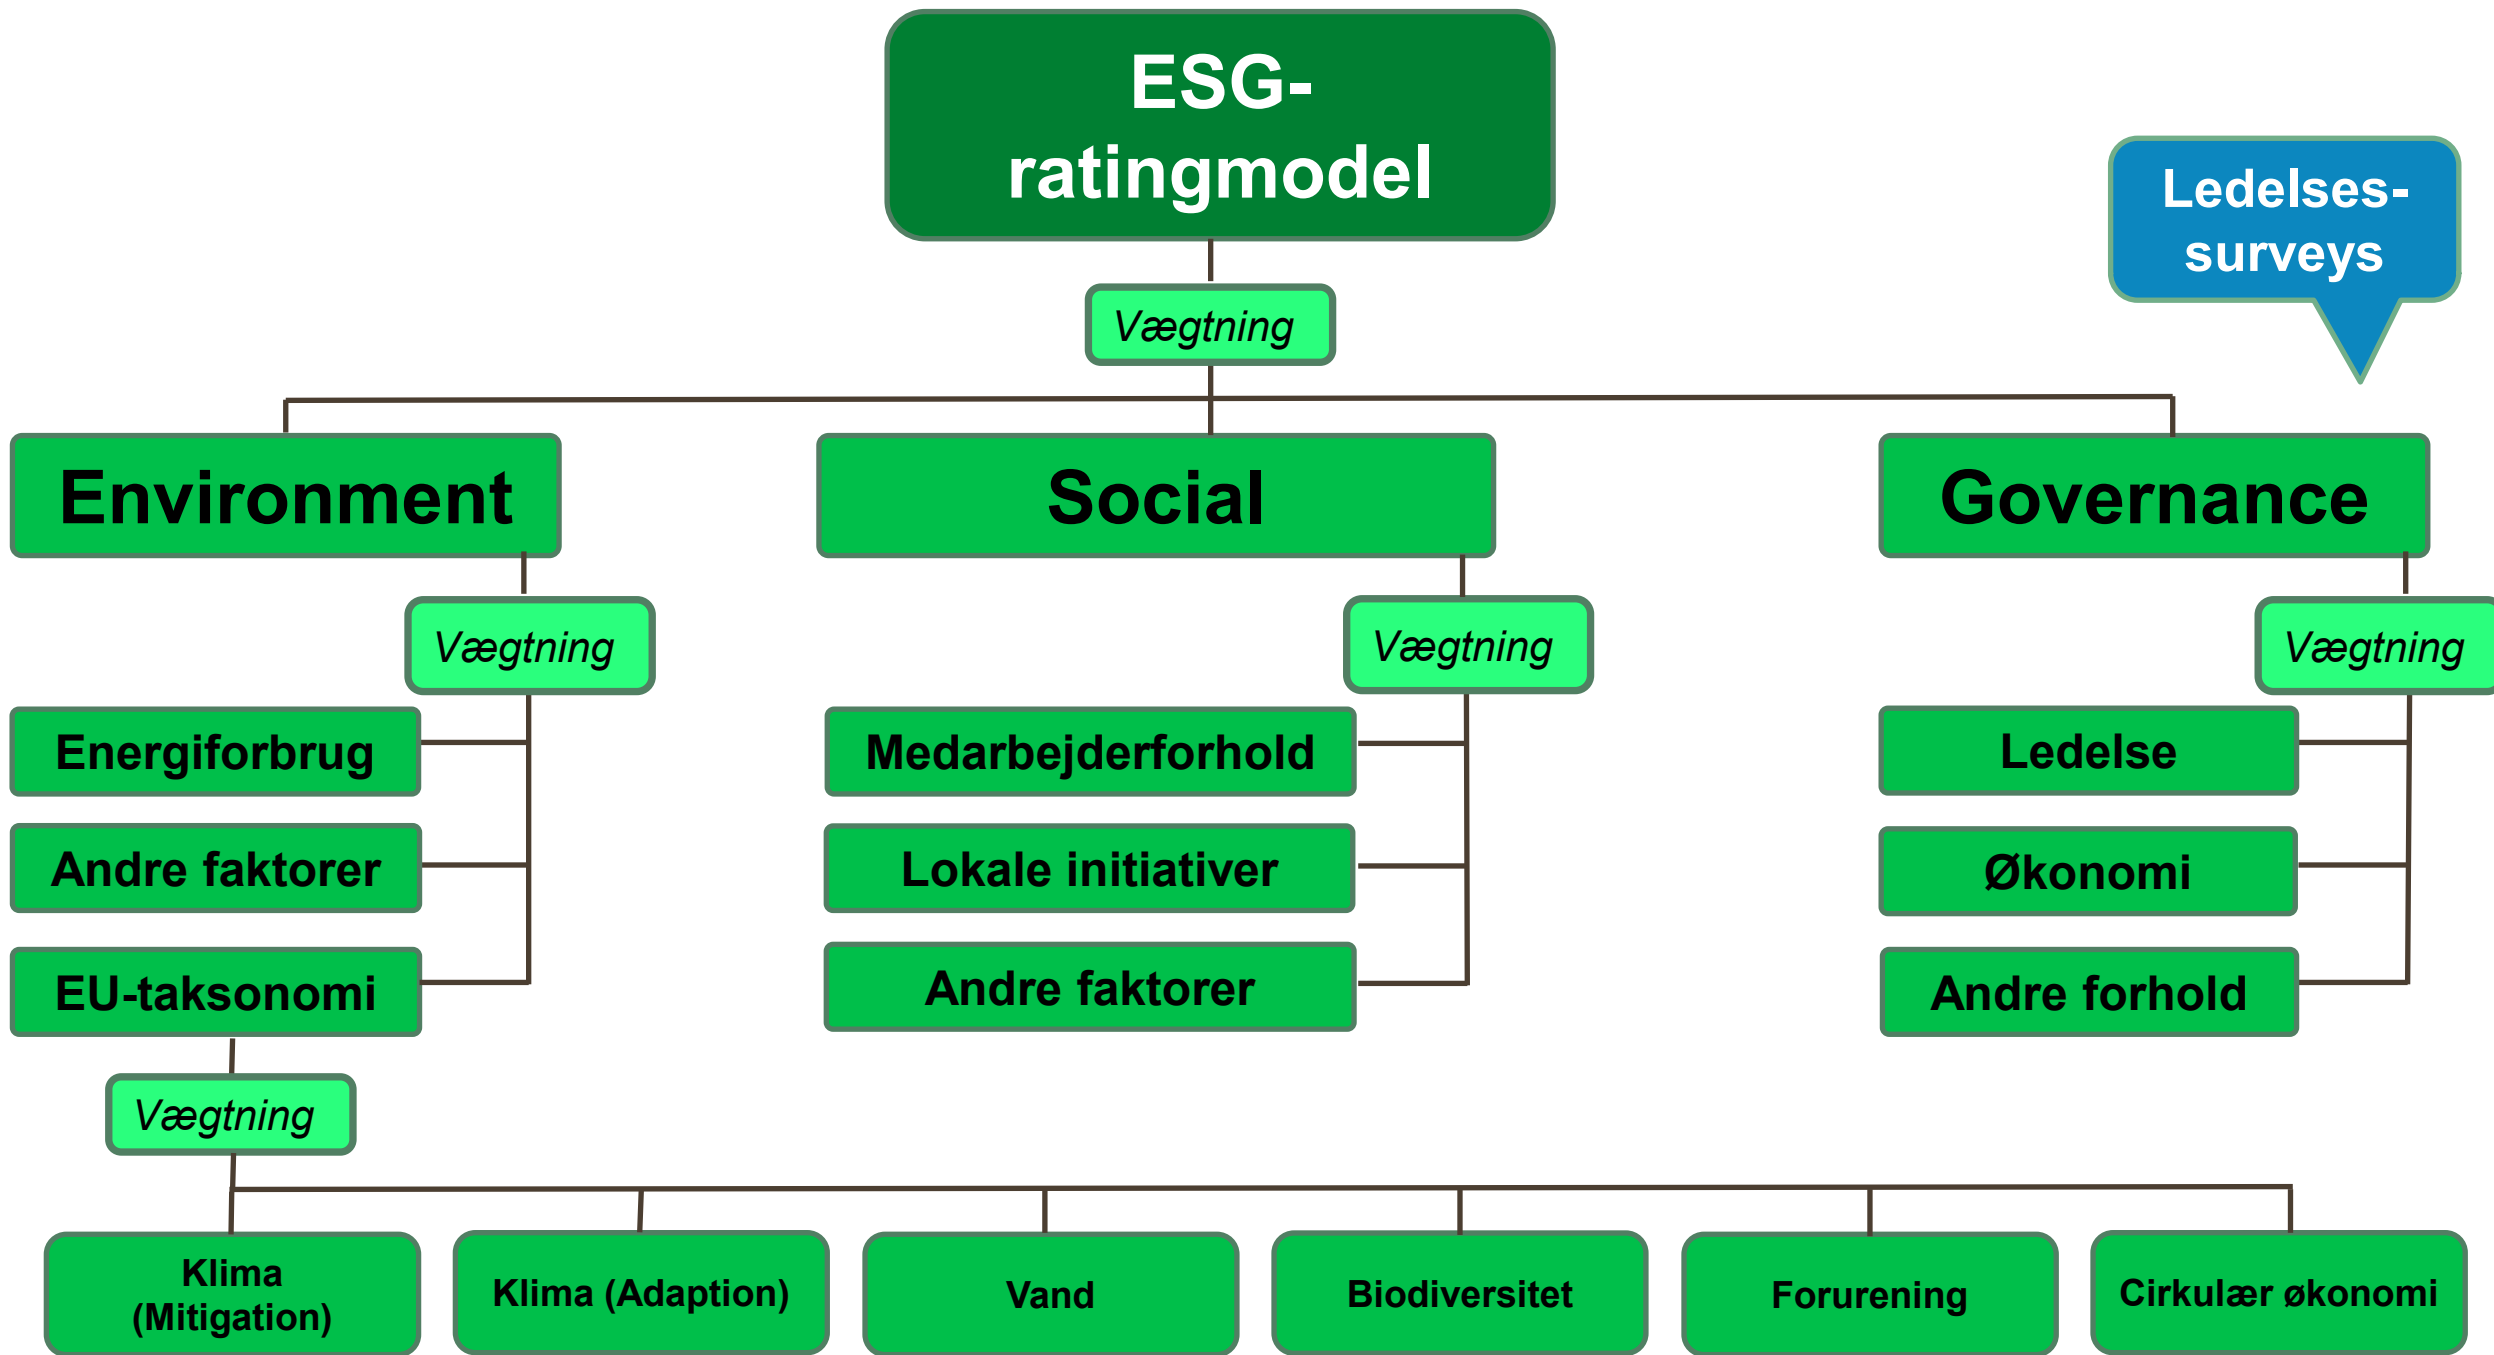 ESG-
ratingmodel
Ledelses-
surveys
Vægtning
Environment
Social
Governance
Vægtning
Vægtning
Vægtning
Energiforbrug
Medarbejderforhold
Ledelse
Andre faktorer
Lokale initiativer
Økonomi
EU-taksonomi
Andre faktorer
Andre forhold
Vægtning
Klima
(Mitigation)
Klima (Adaption)
Vand
Biodiversitet
Forurening
Cirkulær økonomi